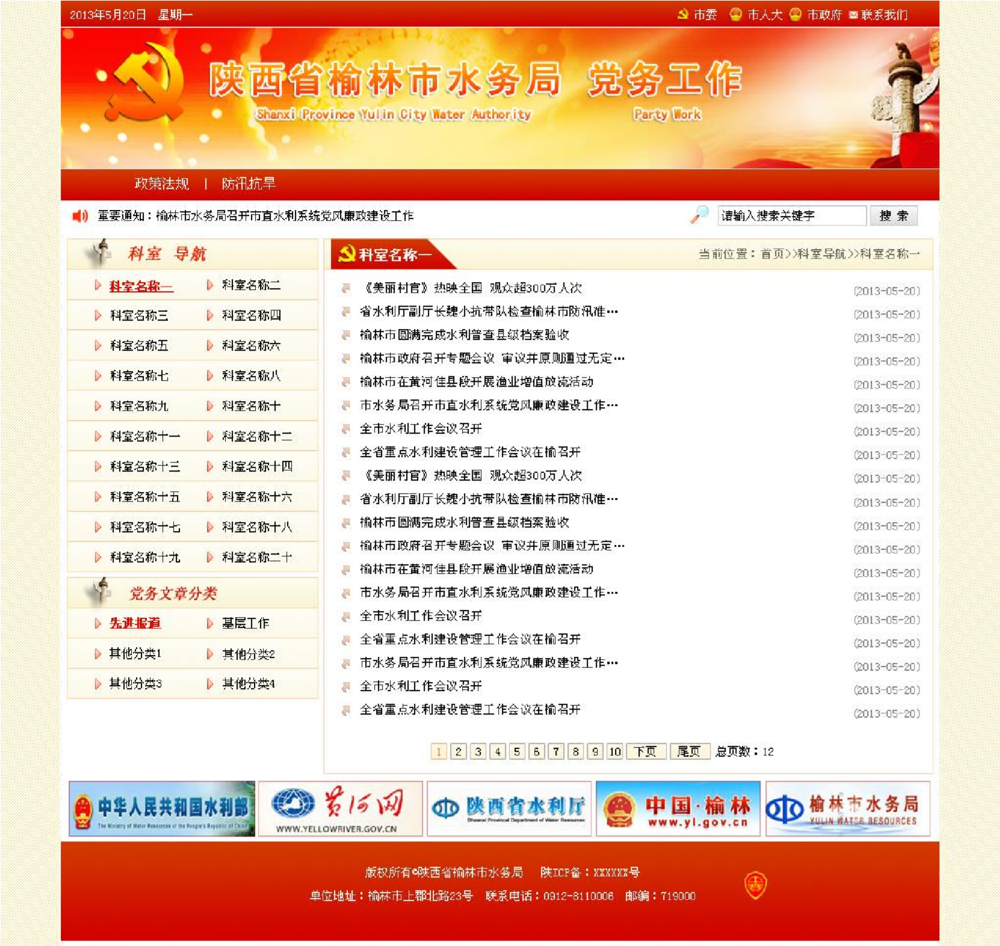 2013年5月20日 星期一 市委 市人大 市政府 联系我们
陕西省榆林市水务局 党务工作
Shanxi Province Yulin City Water Authority Party Work
政策法规 | 防汛抗旱
重要通知：榆林市水务局召开市直水利系统党风廉政建设工作 请输入搜索关键字 搜 索
科室 导航
科室名称一 科室名称二
科室名称三 科室名称四
科室名称五 科室名称六
科室名称七 科室名称八
科室名称九 科室名称十
科室名称十一 科室名称十二
科室名称十三 科室名称十四
科室名称十五 科室名称十六
科室名称十七 科室名称十八
科室名称十九 科室名称二十
党务文章分类
先进报道 基层工作
其他分类1 其他分类2
其他分类3 其他分类4
科室名称一 当前位置：首页>>科室导航>>科室名称一
《美丽村官》热映全国 观众超300万人次 (2013-05-20)
省水利厅副厅长魏小抗带队检查榆林市防汛准… (2013-05-20)
榆林市圆满完成水利普查县级档案验收 (2013-05-20)
榆林市政府召开专题会议 审议并原则通过无定… (2013-05-20)
榆林市在黄河佳县段开展渔业增值放流活动 (2013-05-20)
市水务局召开市直水利系统党风廉政建设工作… (2013-05-20)
全市水利工作会议召开 (2013-05-20)
全省重点水利建设管理工作会议在榆召开 (2013-05-20)
《美丽村官》热映全国 观众超300万人次 (2013-05-20)
省水利厅副厅长魏小抗带队检查榆林市防汛准… (2013-05-20)
榆林市圆满完成水利普查县级档案验收 (2013-05-20)
榆林市政府召开专题会议 审议并原则通过无定… (2013-05-20)
榆林市在黄河佳县段开展渔业增值放流活动 (2013-05-20)
市水务局召开市直水利系统党风廉政建设工作… (2013-05-20)
全市水利工作会议召开 (2013-05-20)
全省重点水利建设管理工作会议在榆召开 (2013-05-20)
市水务局召开市直水利系统党风廉政建设工作… (2013-05-20)
全市水利工作会议召开 (2013-05-20)
全省重点水利建设管理工作会议在榆召开 (2013-05-20)
1 2 3 4 5 6 7 8 9 10 下页 尾页 总页数：12
中华人民共和国水利部
The Ministry of Water Resources of the People's Republic of China
黄河网
WWW.YELLOWRIVER.GOV.CN
陕西省水利厅
Shaanxi Provincial Department of Water Resources
中国·榆林
www.yl.gov.cn
榆林市水务局
YULIN WATER RESOURCES
版权所有©陕西省榆林市水务局 陕ICP备：XXXXXX号
单位地址：榆林市上郡北路23号 联系电话：0912-8110006 邮编：719000